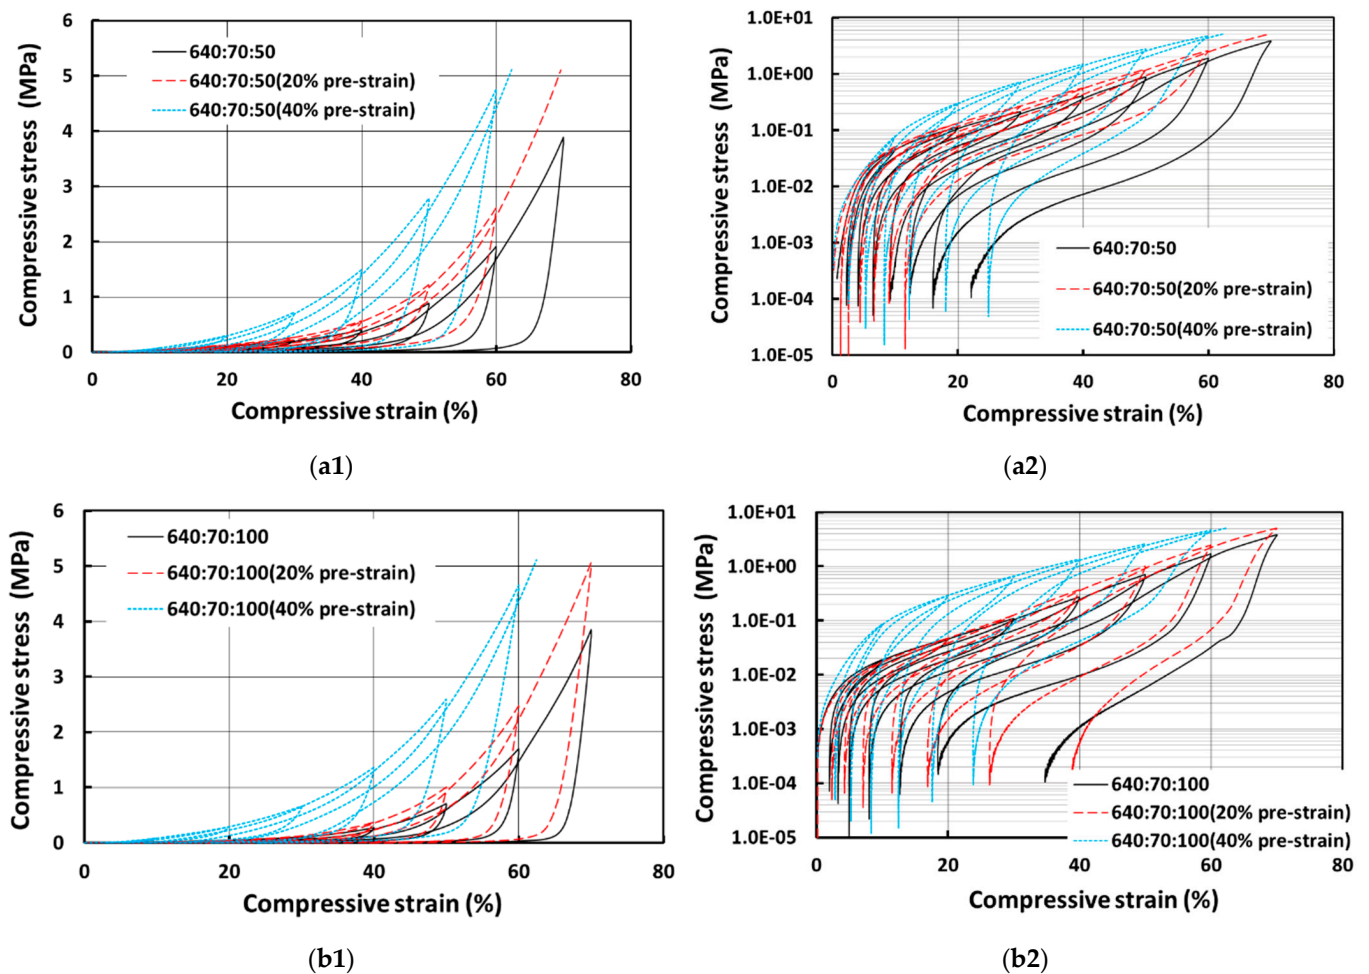 Compressive stress (MPa)
6
5
4
3
2
1
0
640:70:50
640:70:50(20% pre-strain)
640:70:50(40% pre-strain)
0 20 40 60 80
Compressive strain (%)
(a1)
Compressive stress (MPa)
1.0E+01
1.0E+00
1.0E-01
1.0E-02
1.0E-03
1.0E-04
1.0E-05
640:70:50
640:70:50(20% pre-strain)
640:70:50(40% pre-strain)
0 20 40 60 80
Compressive strain (%)
(a2)
Compressive stress (MPa)
6
5
4
3
2
1
0
640:70:100
640:70:100(20% pre-strain)
640:70:100(40% pre-strain)
0 20 40 60 80
Compressive strain (%)
(b1)
Compressive stress (MPa)
1.0E+01
1.0E+00
1.0E-01
1.0E-02
1.0E-03
1.0E-04
1.0E-05
640:70:100
640:70:100(20% pre-strain)
640:70:100(40% pre-strain)
0 20 40 60 80
Compressive strain (%)
(b2)